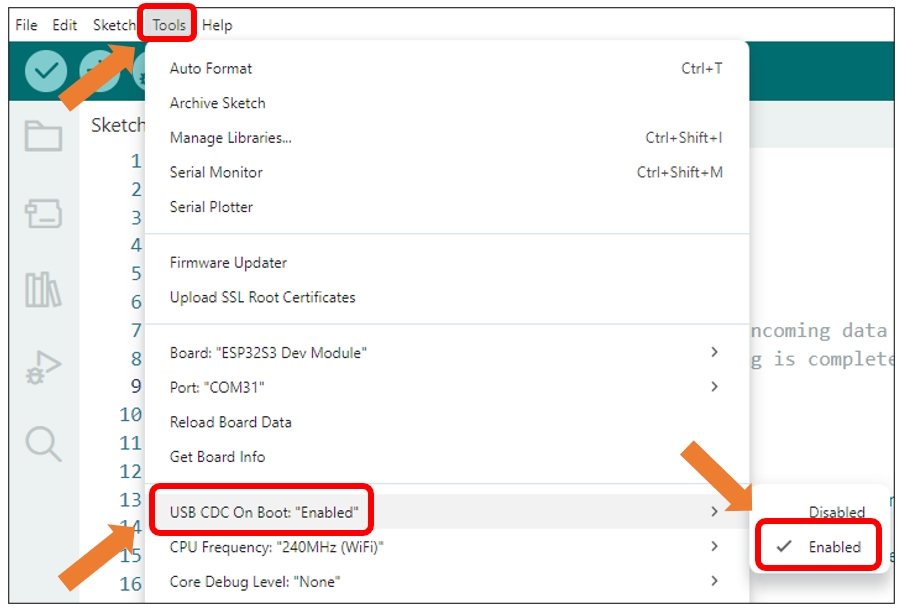 File Edit Sketch Tools Help
Auto Format Ctrl+T
Sketch
Archive Sketch
1
Manage Libraries... Ctrl+Shift+I
2
Serial Monitor Ctrl+Shift+M
3
Serial Plotter
4
5
Firmware Updater
6
Upload SSL Root Certificates
7 ncoming data
8 g is complete
Board: "ESP32S3 Dev Module"
9
Port: "COM31"
10
Reload Board Data
11
Get Board Info
12
13
USB CDC On Boot: "Enabled"
Disabled
14
15
CPU Frequency: "240MHz (WiFi)"
Enabled
16
Core Debug Level: "None"